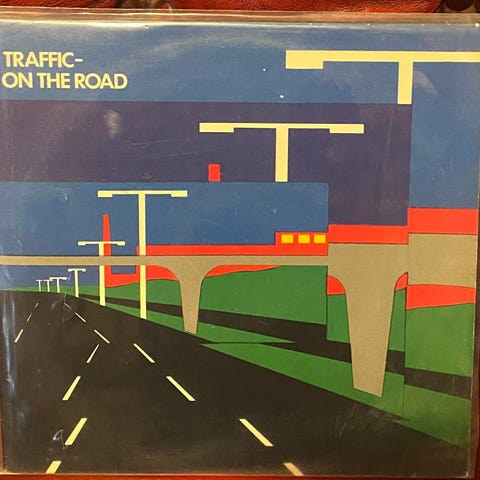 TRAFFIC–
ON THE ROAD